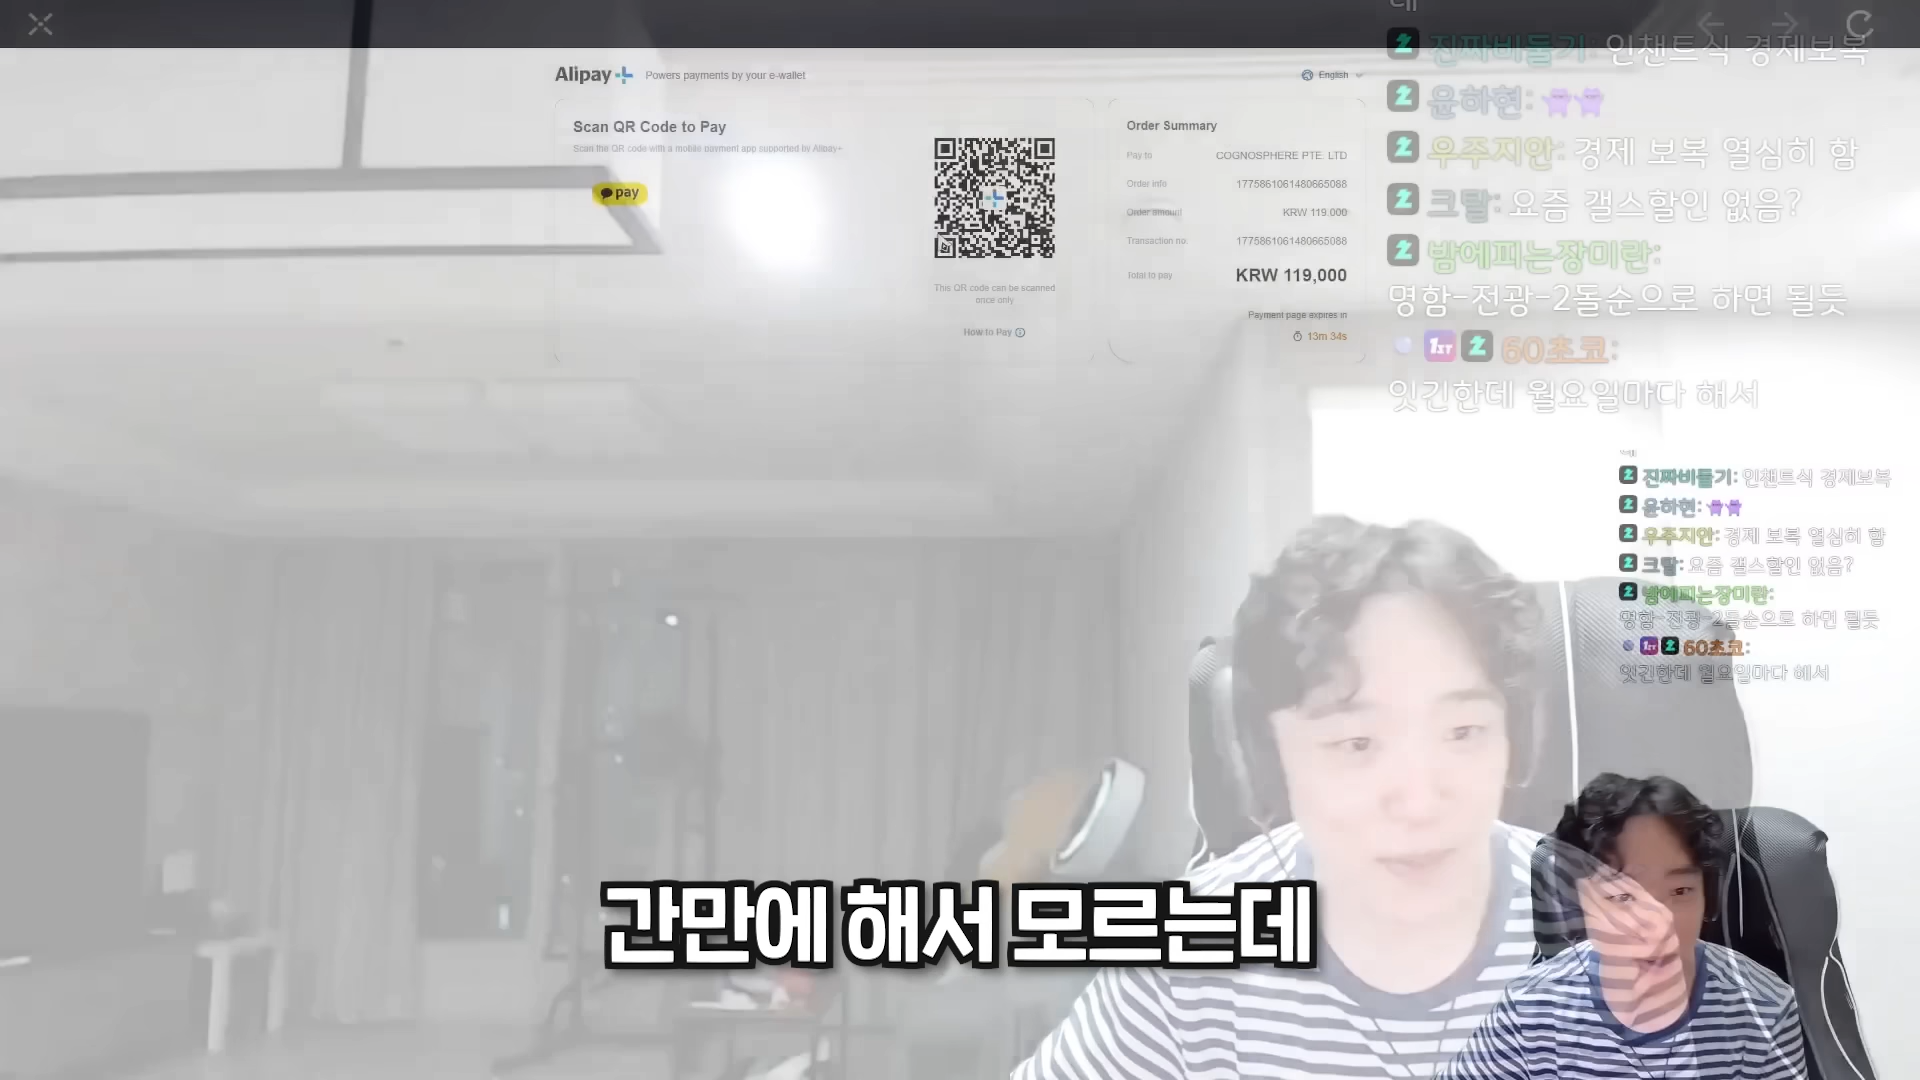 Alipay+ Powers payments by your e-wallet
English
Scan QR Code to Pay
Scan the QR code with a mobile payment app supported by Alipay+
pay
This QR code can be scanned
once only
How to Pay
Order Summary
Pay to COGNOSPHERE PTE. LTD
Order info 1775861061480665088
Order amount KRW 119,000
Transaction no. 1775861061480665088
Total to pay KRW 119,000
Payment page expires in
13m 34s
데
진짜비둘기: 인챈트식 경제보복
윤하현:
우주지안: 경제 보복 열심히 함
크탈: 요즘 갤스할인 없음?
밤에피는장미란:
명함-전광-2돌순으로 하면 될듯
1ST 60초코:
잇긴한데 월요일마다 해서
진짜비둘기: 인챈트식 경제보복
윤하현:
우주지안: 경제 보복 열심히 함
크탈: 요즘 갤스할인 없음?
밤에피는장미란:
명함-전광-2돌순으로 하면 될듯
1ST 60초코:
잇긴한데 월요일마다 해서
간만에 해서 모르는데